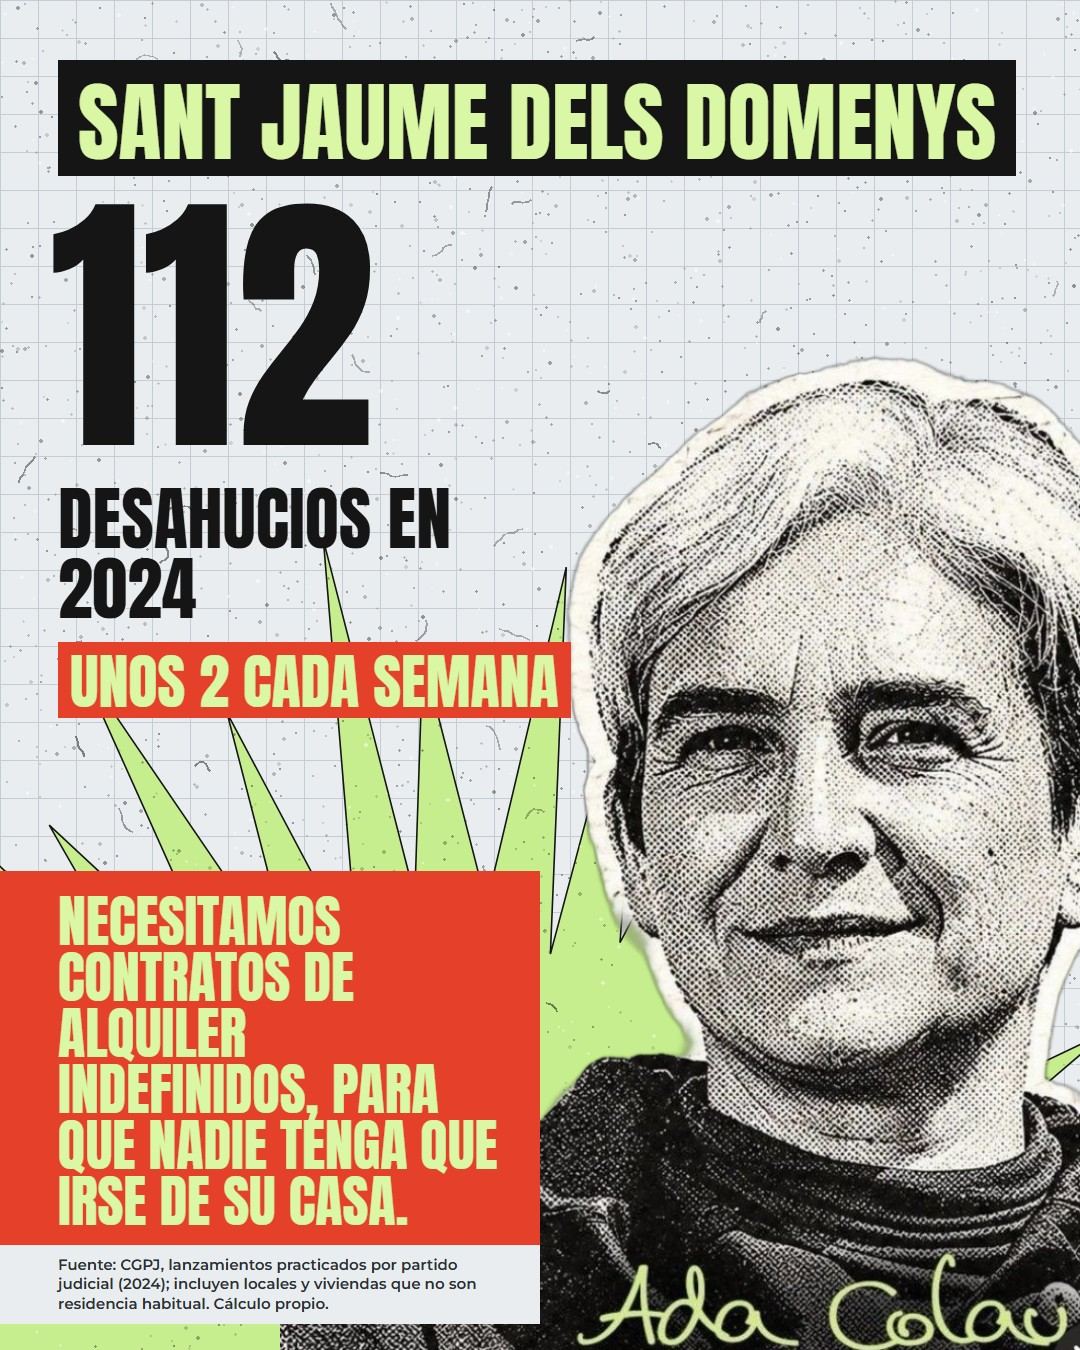 SANT JAUME DELS DOMENYS
112
DESAHUCIOS EN
2024
UNOS 2 CADA SEMANA
NECESITAMOS
CONTRATOS DE
ALQUILER
INDEFINIDOS, PARA
QUE NADIE TENGA QUE
IRSE DE SU CASA.
Fuente: CGPJ, lanzamientos practicados por partido
judicial (2024); incluyen locales y viviendas que no son
residencia habitual. Cálculo propio.
Ada Colau